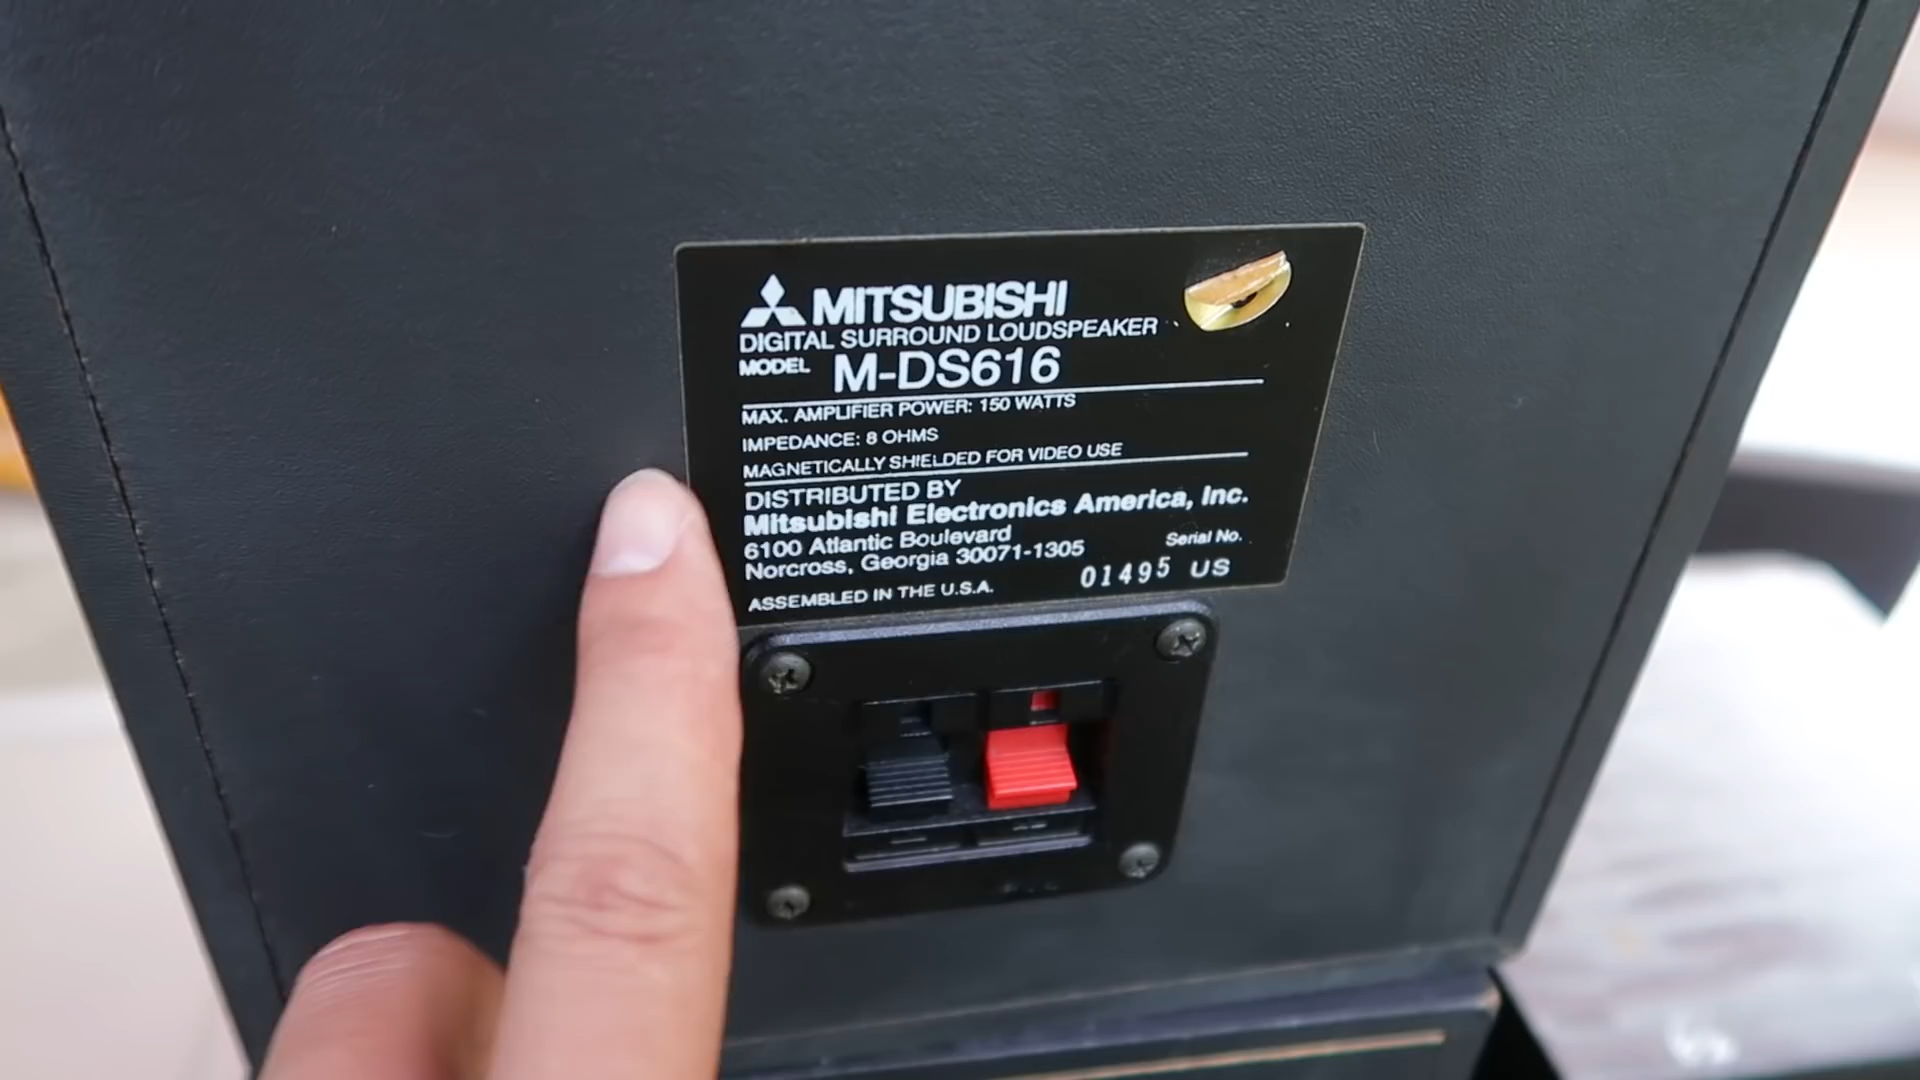 MITSUBISHI
DIGITAL SURROUND LOUDSPEAKER
MODEL M-DS616
MAX. AMPLIFIER POWER: 150 WATTS
IMPEDANCE: 8 OHMS
MAGNETICALLY SHIELDED FOR VIDEO USE
DISTRIBUTED BY
Mitsubishi Electronics America, Inc.
6100 Atlantic Boulevard
Norcross, Georgia 30071-1305
Serial No.
01495 US
ASSEMBLED IN THE U.S.A.